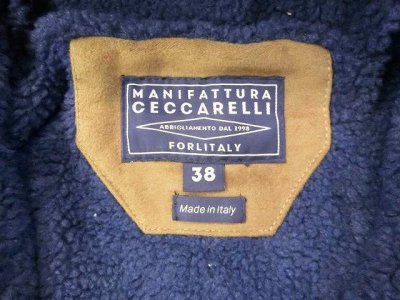 MANIFATTURA
CECCARELLI
ABBIGLIAMENTO DAL 1998
FORLITALY
38
Made in Italy